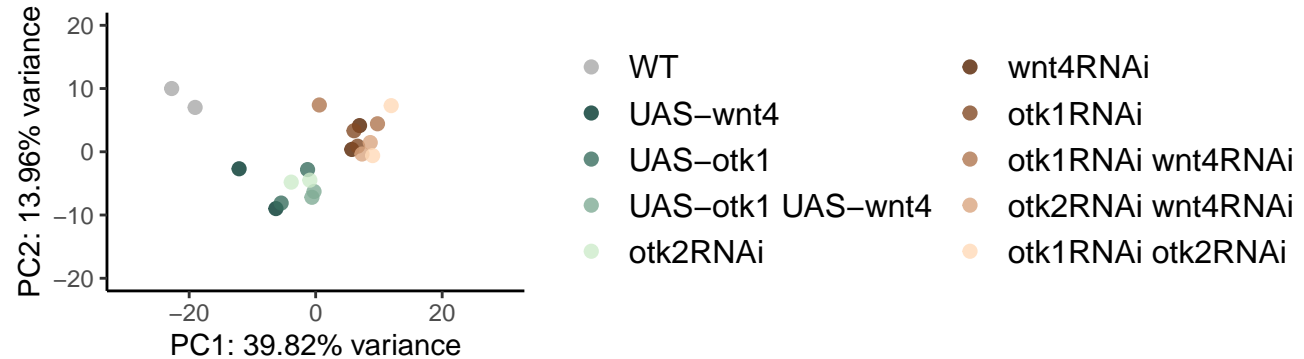 PC2: 13.96% variance
20
10
0
−10
−20
−20 0 20
PC1: 39.82% variance
WT
UAS−wnt4
UAS−otk1
UAS−otk1 UAS−wnt4
otk2RNAi
wnt4RNAi
otk1RNAi
otk1RNAi wnt4RNAi
otk2RNAi wnt4RNAi
otk1RNAi otk2RNAi